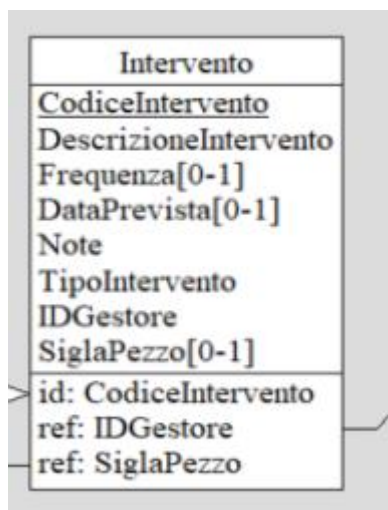 Intervento
CodiceIntervento
DescrizioneIntervento
Frequenza[0-1]
DataPrevista[0-1]
Note
TipoIntervento
IDGestore
SiglaPezzo[0-1]
id: CodiceIntervento
ref: IDGestore
ref: SiglaPezzo